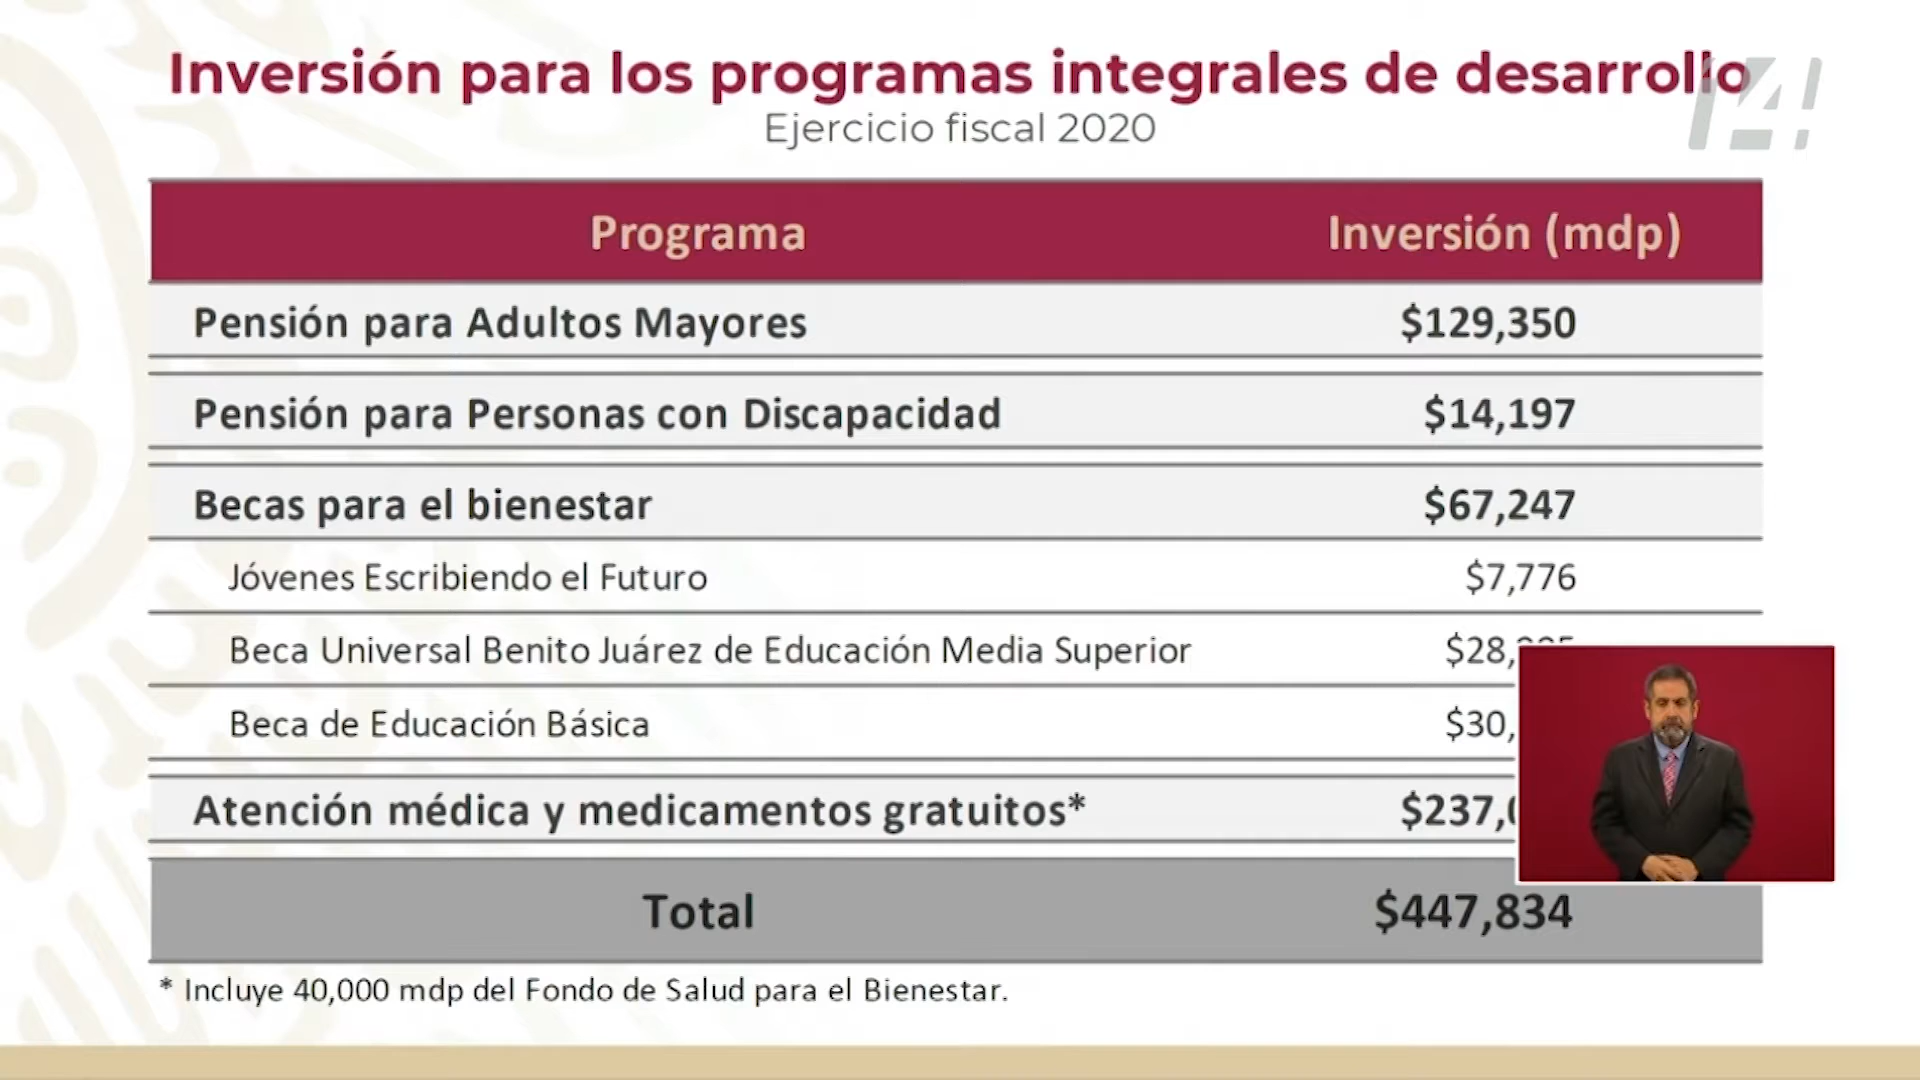 Inversión para los programas integrales de desarrollo
14!
Ejercicio fiscal 2020
Programa Inversión (mdp)
Pensión para Adultos Mayores $129,350
Pensión para Personas con Discapacidad $14,197
Becas para el bienestar $67,247
Jóvenes Escribiendo el Futuro $7,776
Beca Universal Benito Juárez de Educación Media Superior
Beca de Educación Básica
Atención médica y medicamentos gratuitos*
Total $447,834
* Incluye 40,000 mdp del Fondo de Salud para el Bienestar.